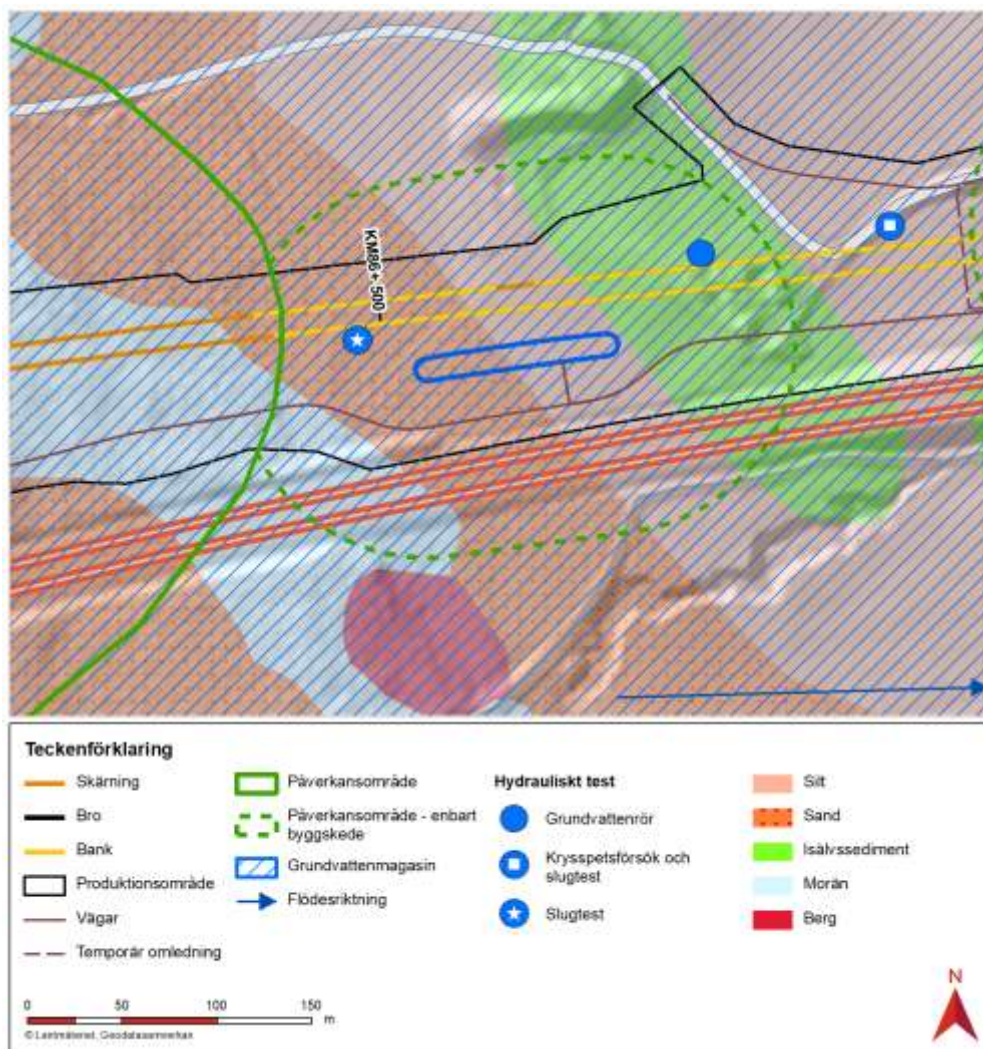 KM86+500
Teckenförklaring
Skärning
Bro
Bank
Produktionsområde
Vägar
Temporär omledning
Påverkansområde
Påverkansområde - enbart
byggskede
Grundvattenmagasin
Flödesriktning
Hydrauliskt test
Grundvattenrör
Krysspetsförsök och
slugtest
Slugtest
Silt
Sand
Isälvssediment
Morän
Berg
0 50 100 150
m
© Lantmäteriet, Geodatasamverkan
N